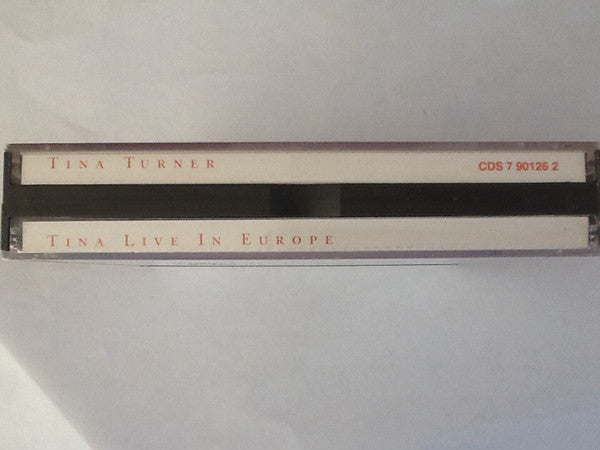 TINA TURNER CDS 7 90126 2
TINA LIVE IN EUROPE